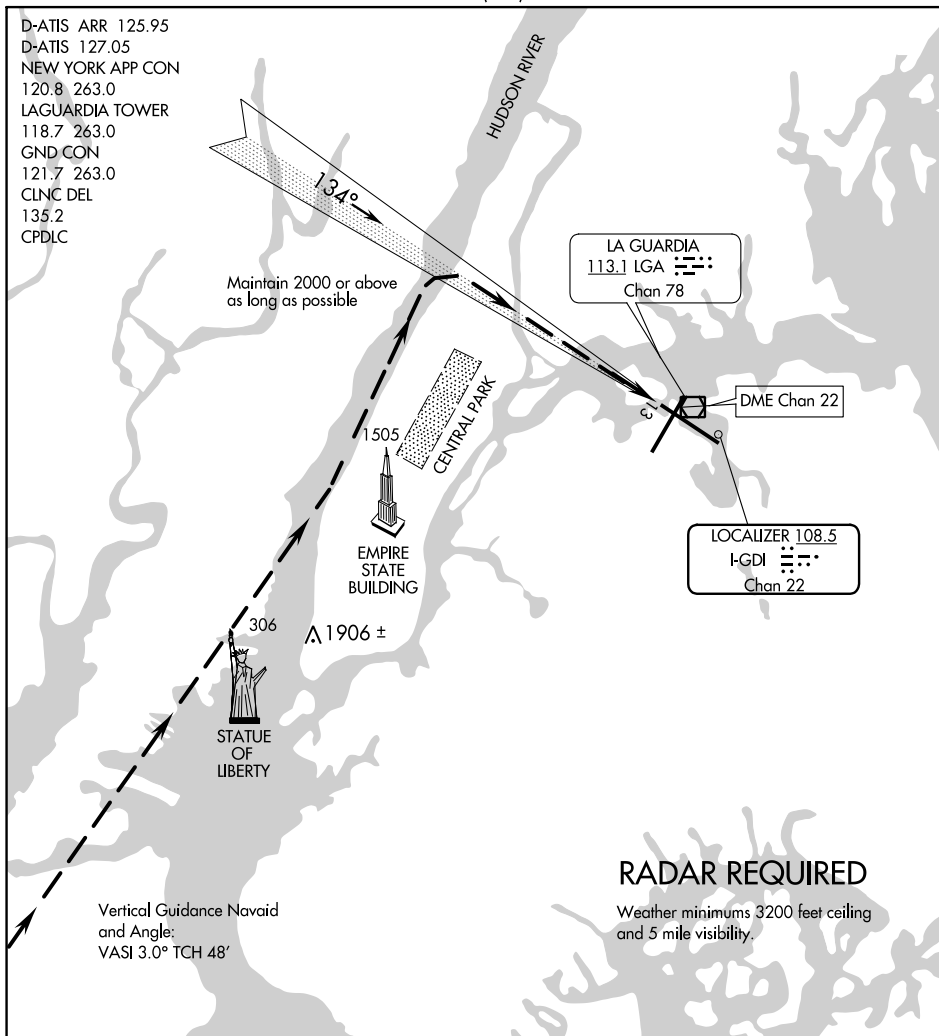 D-ATIS ARR 125.95
D-ATIS 127.05
NEW YORK APP CON
120.8 263.0
LAGUARDIA TOWER
118.7 263.0
GND CON
121.7 263.0
CLNC DEL
135.2
CPDLC
HUDSON RIVER
134°
Maintain 2000 or above
as long as possible
LA GUARDIA
113.1 LGA
Chan 78
DME Chan 22
13
CENTRAL PARK
1505
EMPIRE
STATE
BUILDING
LOCALIZER 108.5
I-GDI
Chan 22
306
1906 ±
STATUE
OF
LIBERTY
RADAR REQUIRED
Weather minimums 3200 feet ceiling
and 5 mile visibility.
Vertical Guidance Navaid
and Angle:
VASI 3.0° TCH 48'